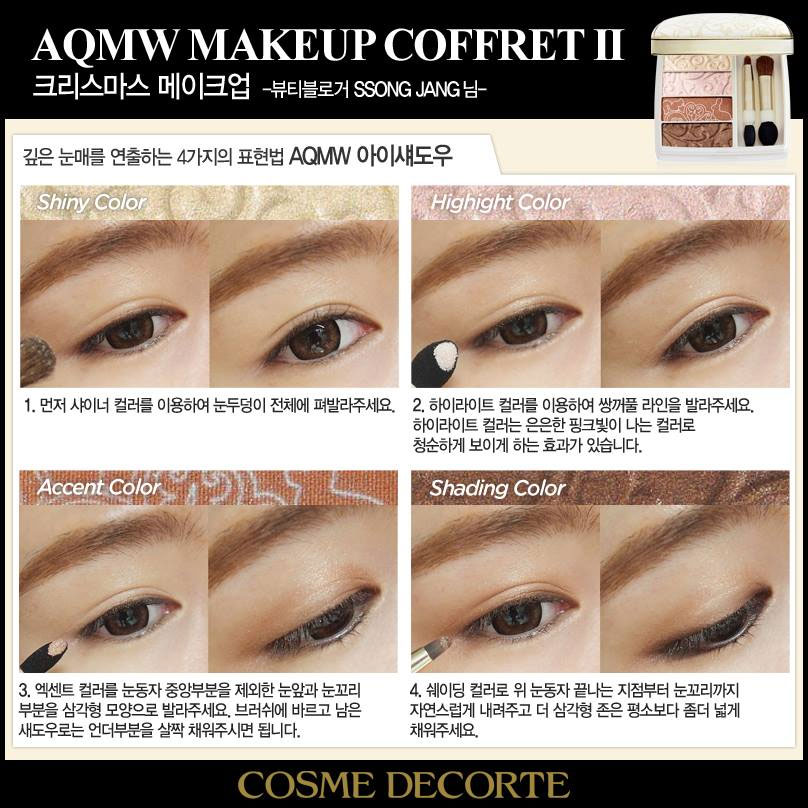 AQMW MAKEUP COFFRET II
크리스마스 메이크업 -뷰티블로거 SSONG JANG 님-
깊은 눈매를 연출하는 4가지의 표현법 AQMW 아이섀도우
Shiny Color
Highight Color
1. 먼저 샤이너 컬러를 이용하여 눈두덩이 전체에 펴발라주세요.
2. 하이라이트 컬러를 이용하여 쌍꺼풀 라인을 발라주세요.
하이라이트 컬러는 은은한 핑크빛이 나는 컬러로
청순하게 보이게 하는 효과가 있습니다.
Accent Color
Shading Color
3. 엑센트 컬러를 눈동자 중앙부분을 제외한 눈앞과 눈꼬리
부분을 삼각형 모양으로 발라주세요. 브러쉬에 바르고 남은
섀도우로는 언더부분을 살짝 채워주시면 됩니다.
4. 쉐이딩 컬러로 위 눈동자 끝나는 지점부터 눈꼬리까지
자연스럽게 내려주고 더 삼각형 존은 평소보다 좀더 넓게
채워주세요.
COSME DECORTE